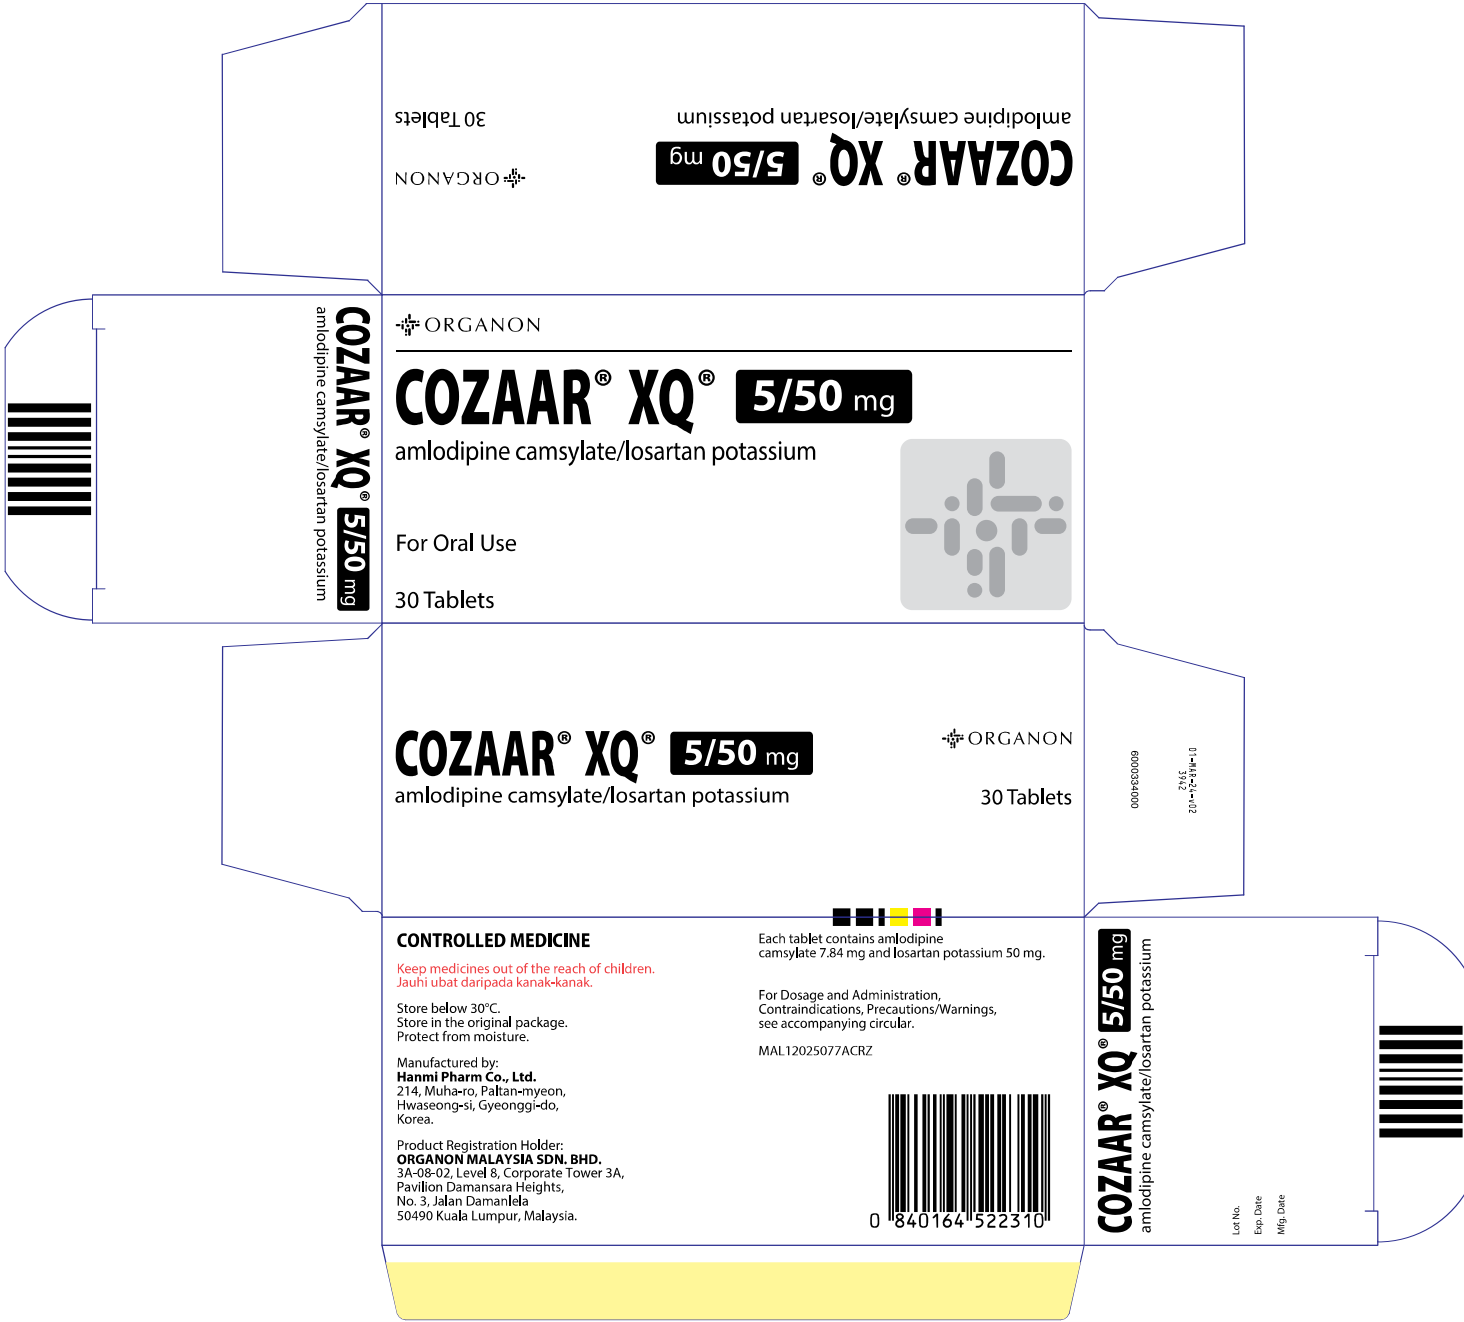 30 Tablets
amlodipine camsylate/losartan potassium
ORGANON
COZAAR® XQ® 5/50 mg
COZAAR® XQ® 5/50 mg
amlodipine camsylate/losartan potassium
ORGANON
COZAAR® XQ® 5/50 mg
amlodipine camsylate/losartan potassium
For Oral Use
30 Tablets
COZAAR® XQ® 5/50 mg
amlodipine camsylate/losartan potassium
ORGANON
30 Tablets
6000334000
01-MAR-24-v02
3942
CONTROLLED MEDICINE
Keep medicines out of the reach of children.
Jauhi ubat daripada kanak-kanak.
Store below 30°C.
Store in the original package.
Protect from moisture.
Manufactured by:
Hanmi Pharm Co., Ltd.
214, Muha-ro, Paltan-myeon,
Hwaseong-si, Gyeonggi-do,
Korea.
Product Registration Holder:
ORGANON MALAYSIA SDN. BHD.
3A-08-02, Level 8, Corporate Tower 3A,
Pavilion Damansara Heights,
No. 3, Jalan Damanlela
50490 Kuala Lumpur, Malaysia.
Each tablet contains amlodipine
camsylate 7.84 mg and losartan potassium 50 mg.
For Dosage and Administration,
Contraindications, Precautions/Warnings,
see accompanying circular.
MAL12025077ACRZ
0 840164 522310
COZAAR® XQ® 5/50 mg
amlodipine camsylate/losartan potassium
Lot No.
Exp. Date
Mfg. Date